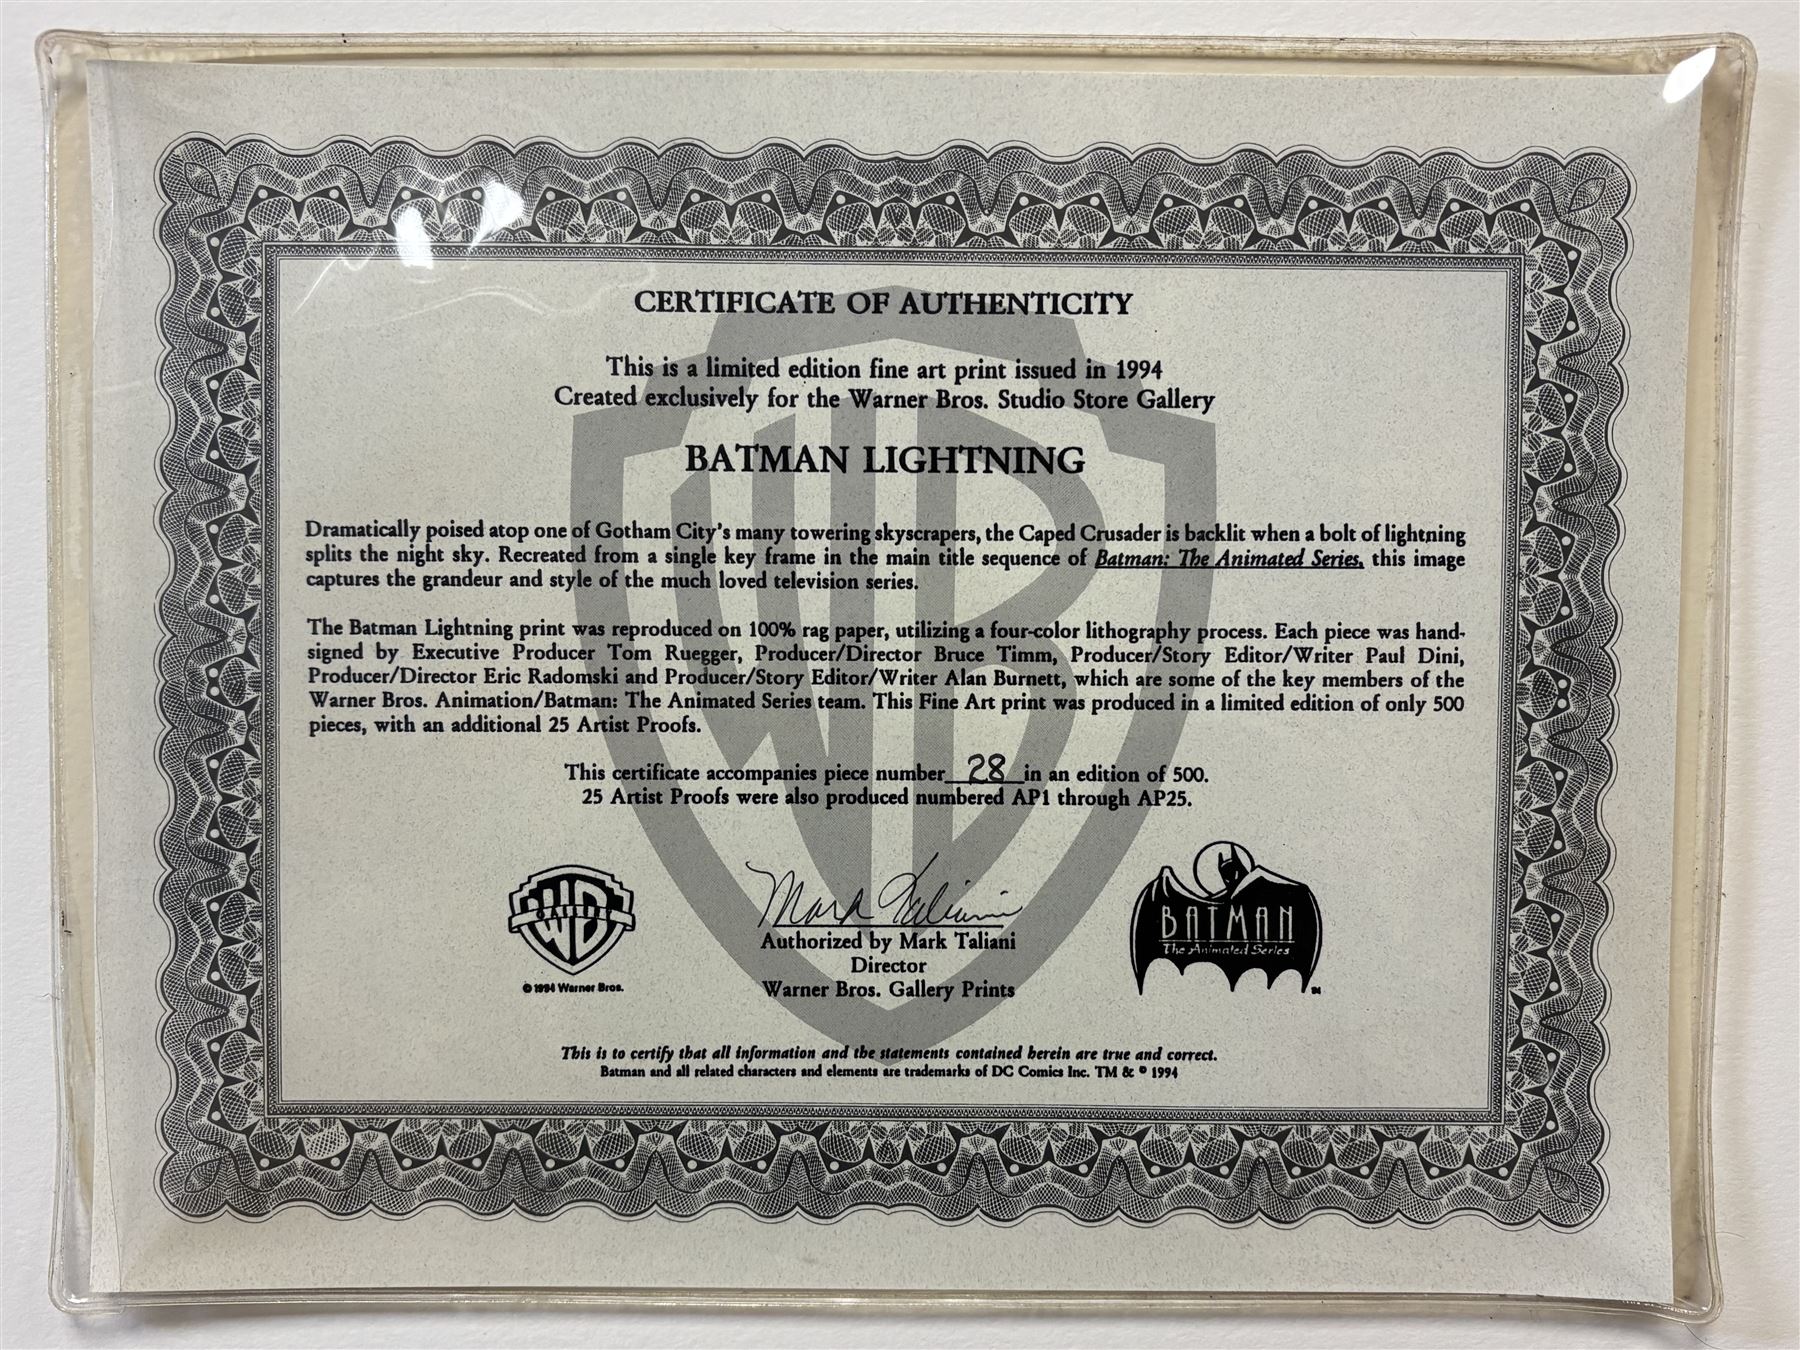 CERTIFICATE OF AUTHENTICITY
This is a limited edition fine art print issued in 1994
Created exclusively for the Warner Bros. Studio Store Gallery
BATMAN LIGHTNING
Dramatically poised atop one of Gotham City's many towering skyscrapers, the Caped Crusader is backlit when a bolt of lightning
splits the night sky. Recreated from a single key frame in the main title sequence of Batman: The Animated Series, this image
captures the grandeur and style of the much loved television series.
The Batman Lightning print was reproduced on 100% rag paper, utilizing a four-color lithography process. Each piece was hand-
signed by Executive Producer Tom Ruegger, Producer/Director Bruce Timm, Producer/Story Editor/Writer Paul Dini,
Producer/Director Eric Radomski and Producer/Story Editor/Writer Alan Burnett, which are some of the key members of the
Warner Bros. Animation/Batman: The Animated Series team. This Fine Art print was produced in a limited edition of only 500
pieces, with an additional 25 Artist Proofs.
This certificate accompanies piece number 28 in an edition of 500.
25 Artist Proofs were also produced numbered AP1 through AP25.
WB
GALLERY
© 1994 Warner Bros.
Mark Taliani
Authorized by Mark Taliani
Director
Warner Bros. Gallery Prints
BATMAN
The Animated Series
This is to certify that all information and the statements contained herein are true and correct.
Batman and all related characters and elements are trademarks of DC Comics Inc. TM & © 1994